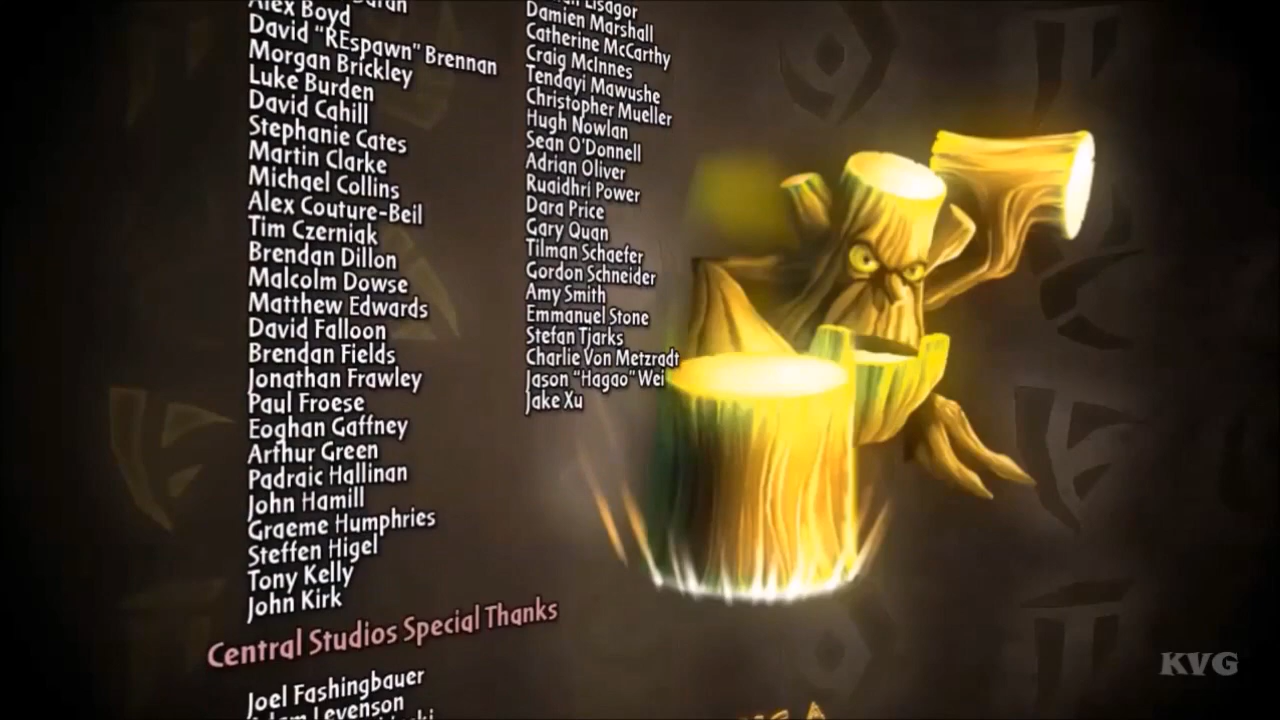 Alex Boyd
David "REspawn" Brennan
Morgan Brickley
Luke Burden
David Cahill
Stephanie Cates
Martin Clarke
Michael Collins
Alex Couture-Beil
Tim Czerniak
Brendan Dillon
Malcolm Dowse
Matthew Edwards
David Falloon
Brendan Fields
Jonathan Frawley
Paul Froese
Eoghan Gaffney
Arthur Green
Padraic Hallinan
John Hamill
Graeme Humphries
Steffen Higel
Tony Kelly
John Kirk
Lisagor
Damien Marshall
Catherine McCarthy
Craig McInnes
Tendayi Mawushe
Christopher Mueller
Hugh Nowlan
Sean O'Donnell
Adrian Oliver
Ruaidhri Power
Dara Price
Gary Quan
Tilman Schaefer
Gordon Schneider
Amy Smith
Emmanuel Stone
Stefan Tjarks
Charlie Von Metzradt
Jason "Hagao" Wei
Jake Xu
Central Studios Special Thanks
Joel Fashingbauer
Adam Levenson
KVG